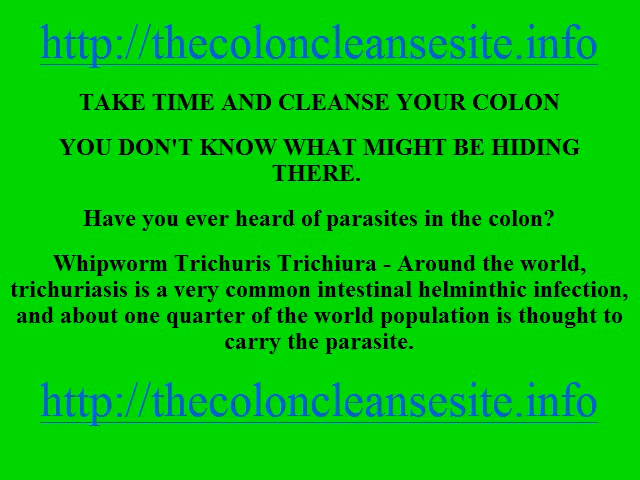 http://thecoloncleansesite.info
TAKE TIME AND CLEANSE YOUR COLON
YOU DON'T KNOW WHAT MIGHT BE HIDING
THERE.
Have you ever heard of parasites in the colon?
Whipworm Trichuris Trichiura - Around the world,
trichuriasis is a very common intestinal helminthic infection,
and about one quarter of the world population is thought to
carry the parasite.
http://thecoloncleansesite.info